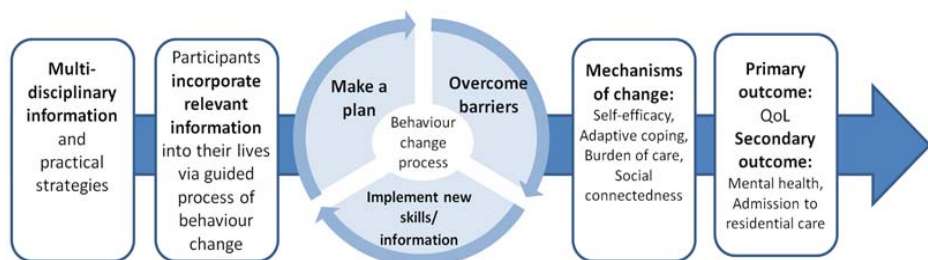 Multi-
disciplinary
information
and
practical
strategies
Participants
incorporate
relevant
information
into their lives
via guided
process of
behaviour
change
Make a
plan
Overcome
barriers
Behaviour
change
process
Implement new
skills/
information
Mechanisms
of change:
Self-efficacy,
Adaptive coping,
Burden of care,
Social
connectedness
Primary
outcome:
QoL
Secondary
outcome:
Mental health,
Admission to
residential care